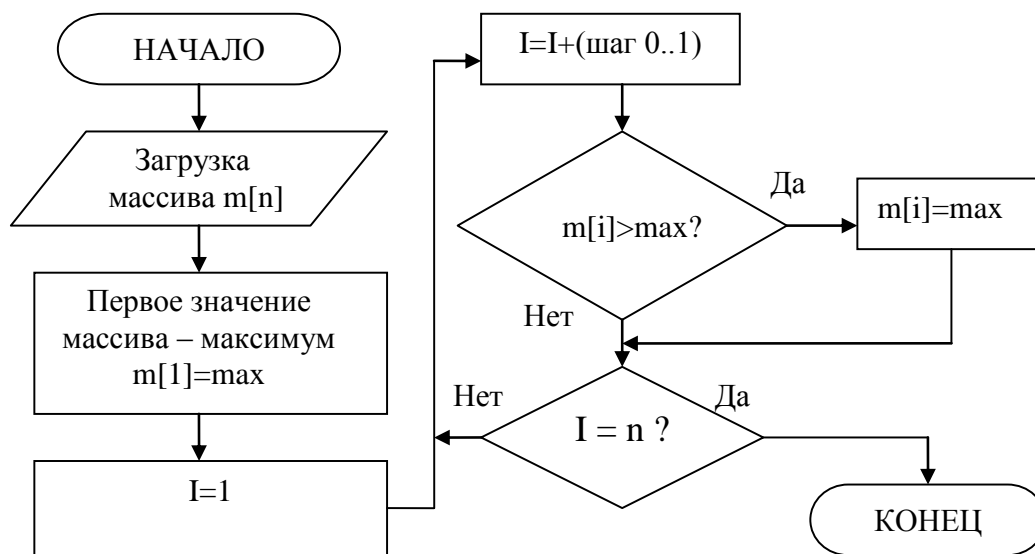 НАЧАЛО
Загрузка
массива m[n]
Первое значение
массива – максимум
m[1]=max
I=1
I=I+(шаг 0..1)
m[i]>max?
Да
m[i]=max
Нет
I = n ?
Нет
Да
КОНЕЦ